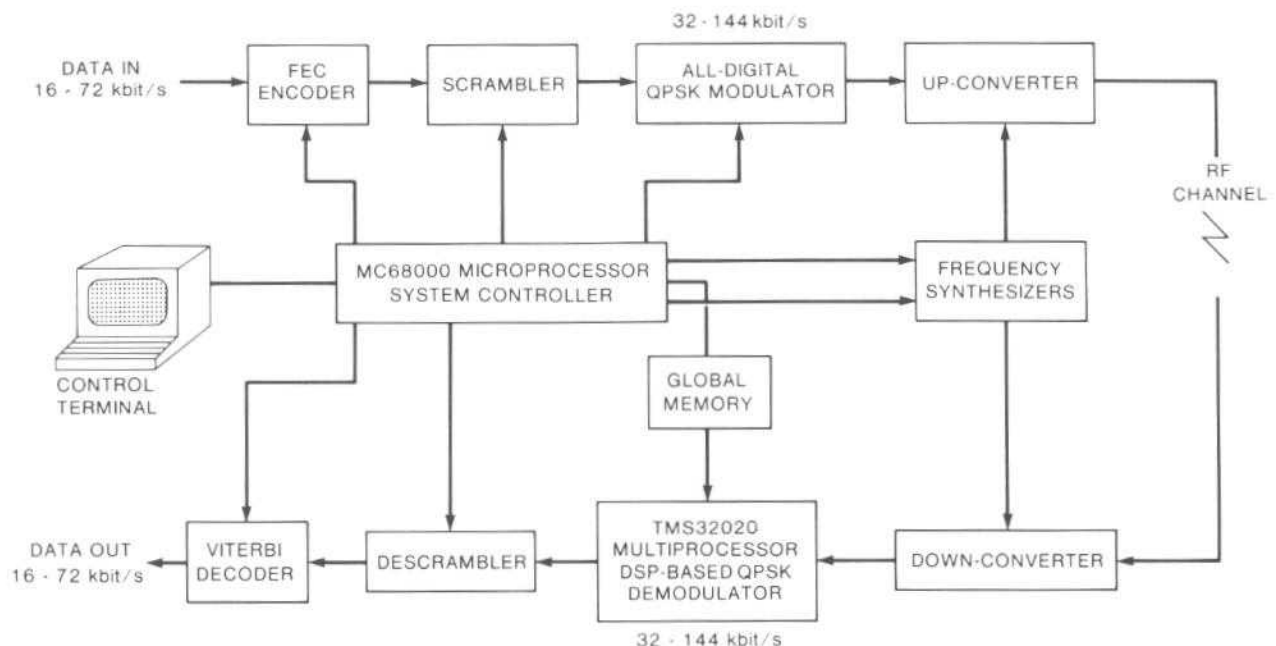 32 - 144 kbit/s
DATA IN
16 - 72 kbit/s
FEC
ENCODER
SCRAMBLER
ALL-DIGITAL
QPSK MODULATOR
UP-CONVERTER
RF
CHANNEL
MC68000 MICROPROCESSOR
SYSTEM CONTROLLER
FREQUENCY
SYNTHESIZERS
CONTROL
TERMINAL
GLOBAL
MEMORY
DATA OUT
16 - 72 kbit/s
VITERBI
DECODER
DESCRAMBLER
TMS32020
MULTIPROCESSOR
DSP-BASED QPSK
DEMODULATOR
DOWN-CONVERTER
32 - 144 kbit/s